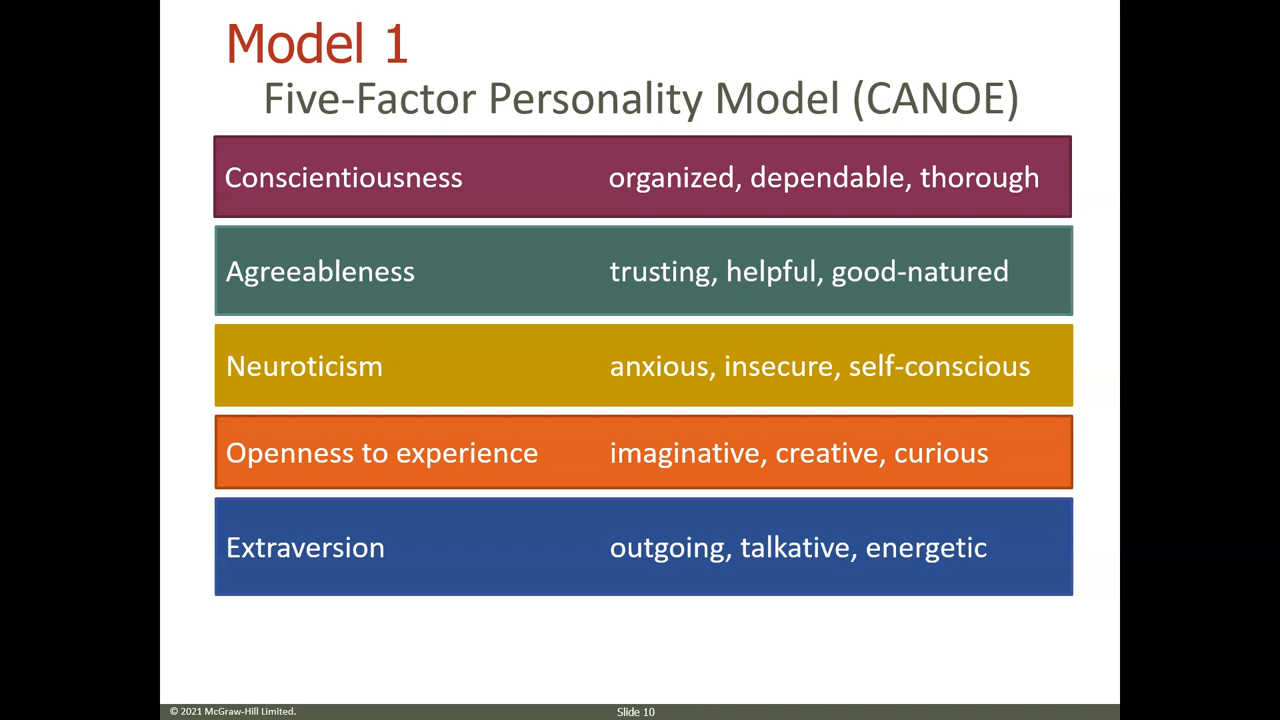 Model 1
Five-Factor Personality Model (CANOE)
Conscientiousness organized, dependable, thorough
Agreeableness trusting, helpful, good-natured
Neuroticism anxious, insecure, self-conscious
Openness to experience imaginative, creative, curious
Extraversion outgoing, talkative, energetic
© 2021 McGraw-Hill Limited. Slide 10